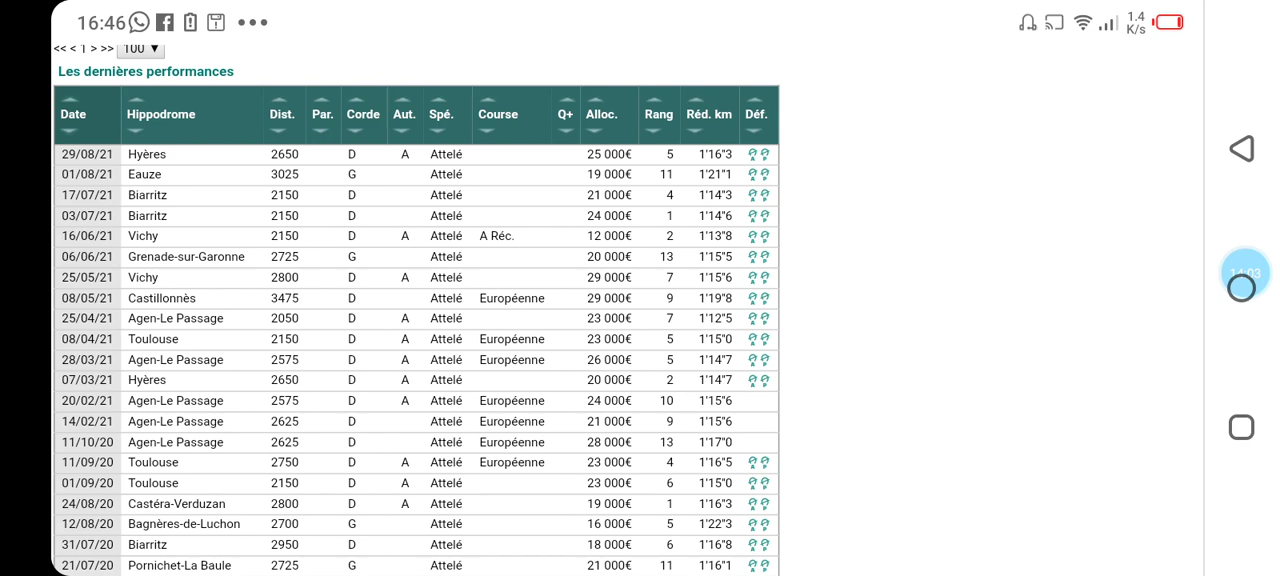 16:46 1.4 K/s
<< < 1 > >> 100 ▼
Les dernières performances
Date Hippodrome Dist. Par. Corde Aut. Spé. Course Q+ Alloc. Rang Réd. km Déf.
29/08/21 Hyères 2650 D A Attelé 25 000€ 5 1'16"3 A P
01/08/21 Eauze 3025 G Attelé 19 000€ 11 1'21"1 A P
17/07/21 Biarritz 2150 D Attelé 21 000€ 4 1'14"3 A P
03/07/21 Biarritz 2150 D Attelé 24 000€ 1 1'14"6 A P
16/06/21 Vichy 2150 D A Attelé A Réc. 12 000€ 2 1'13"8 A P
14:03
06/06/21 Grenade-sur-Garonne 2725 G Attelé 20 000€ 13 1'15"5 A P
25/05/21 Vichy 2800 D A Attelé 29 000€ 7 1'15"6 A P
08/05/21 Castillonnès 3475 D Attelé Européenne 29 000€ 9 1'19"8 A P
25/04/21 Agen-Le Passage 2050 D A Attelé 23 000€ 7 1'12"5 A P
08/04/21 Toulouse 2150 D A Attelé Européenne 23 000€ 5 1'15"0 A P
28/03/21 Agen-Le Passage 2575 D A Attelé Européenne 26 000€ 5 1'14"7 A P
07/03/21 Hyères 2650 D A Attelé 20 000€ 2 1'14"7 A P
20/02/21 Agen-Le Passage 2575 D A Attelé Européenne 24 000€ 10 1'15"6
14/02/21 Agen-Le Passage 2625 D Attelé Européenne 21 000€ 9 1'15"6
11/10/20 Agen-Le Passage 2625 D Attelé Européenne 28 000€ 13 1'17"0
11/09/20 Toulouse 2750 D A Attelé Européenne 23 000€ 4 1'16"5 A P
01/09/20 Toulouse 2150 D A Attelé 23 000€ 6 1'15"0 A P
24/08/20 Castéra-Verduzan 2800 D A Attelé 19 000€ 1 1'16"3 A P
12/08/20 Bagnères-de-Luchon 2700 G Attelé 16 000€ 5 1'22"3 A P
31/07/20 Biarritz 2950 D Attelé 18 000€ 6 1'16"8 A P
21/07/20 Pornichet-La Baule 2725 G Attelé 21 000€ 11 1'16"1 A P